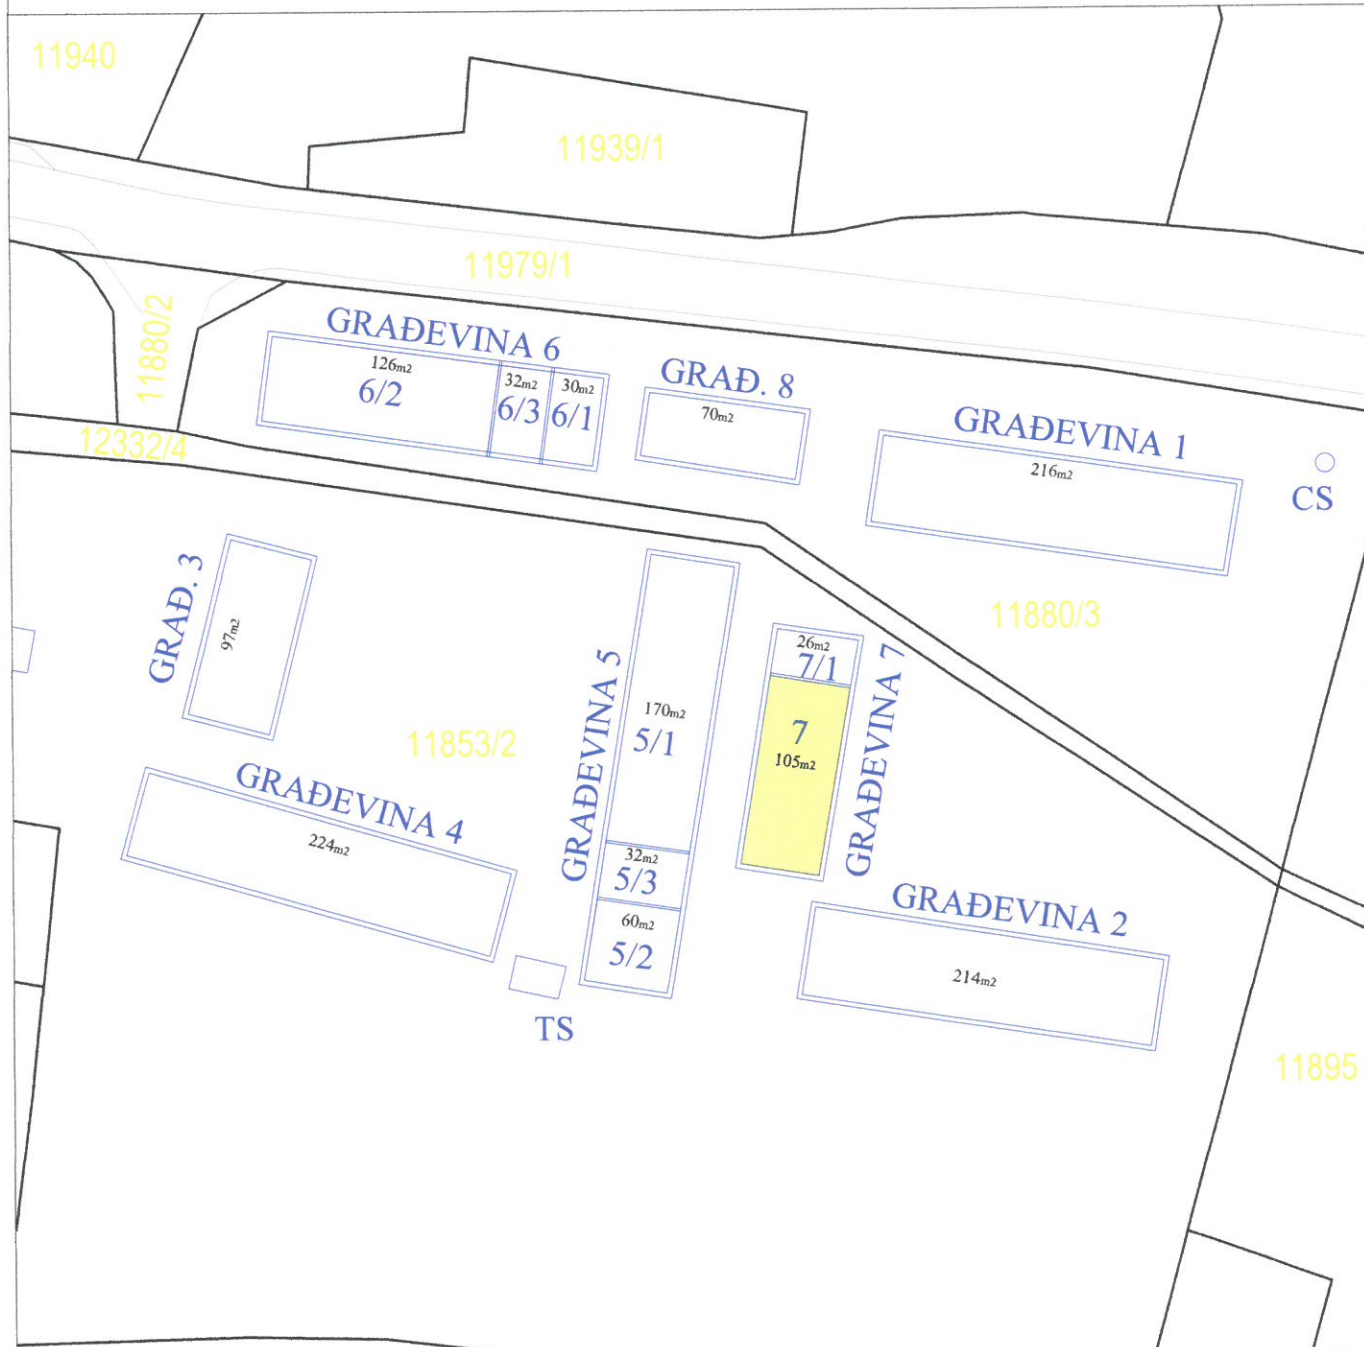 11940
11939/1
11979/1
11880/2
12332/4
GRAĐEVINA 6
126m2
6/2
32m2
6/3
30m2
6/1
GRAĐ. 8
70m2
GRAĐEVINA 1
216m2
CS
11880/3
GRAĐ. 3
97m2
11853/2
GRAĐEVINA 4
224m2
TS
GRAĐEVINA 5
170m2
5/1
32m2
5/3
60m2
5/2
26m2
7/1
7
105m2
GRAĐEVINA 7
GRAĐEVINA 2
214m2
11895